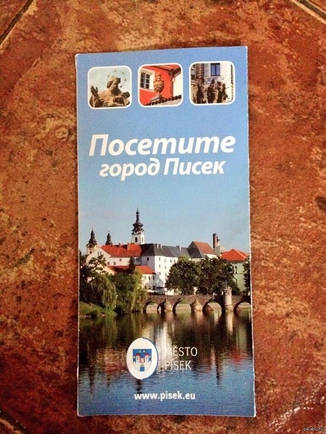 Посетите
город Писек
MĚSTO
PÍSEK
www.pisek.eu